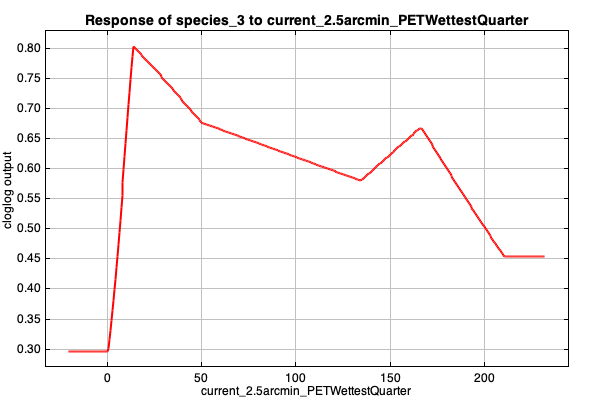 Response of species_3 to current_2.5arcmin_PETWettestQuarter
0.80
0.75
0.70
0.65
0.60
0.55
0.50
0.45
0.40
0.35
0.30
cloglog output
0 50 100 150 200
current_2.5arcmin_PETWettestQuarter